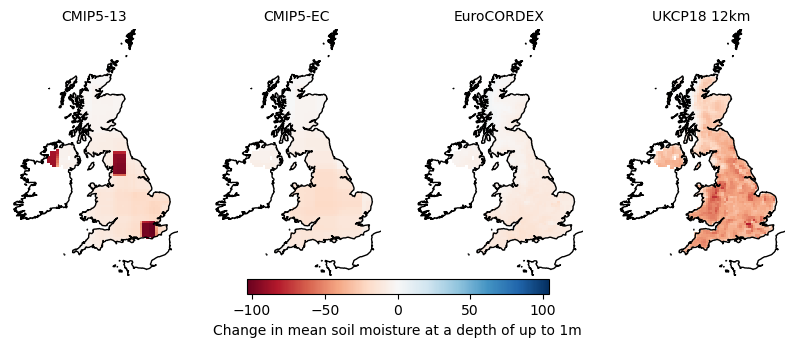 CMIP5-13 CMIP5-EC EuroCORDEX UKCP18 12km
−100 −50 0 50 100
Change in mean soil moisture at a depth of up to 1m